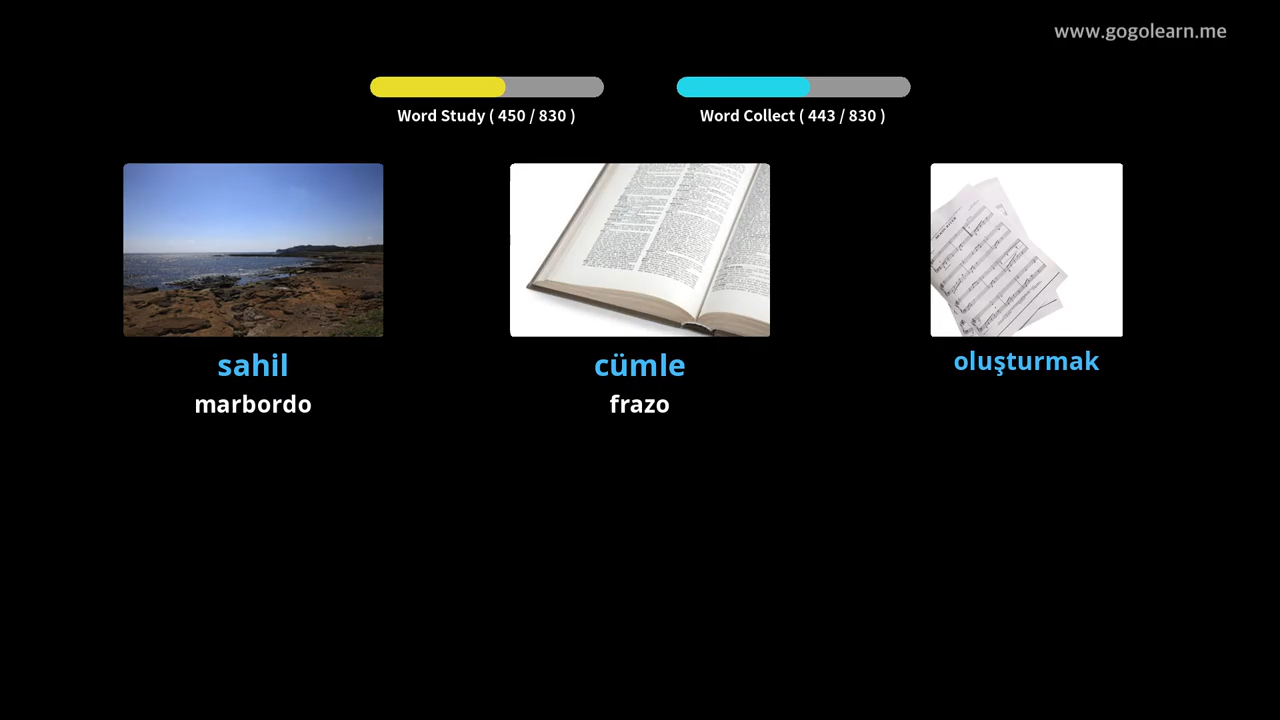 www.gogolearn.me
Word Study ( 450 / 830 )
Word Collect ( 443 / 830 )
sahil
marbordo
cümle
frazo
oluşturmak